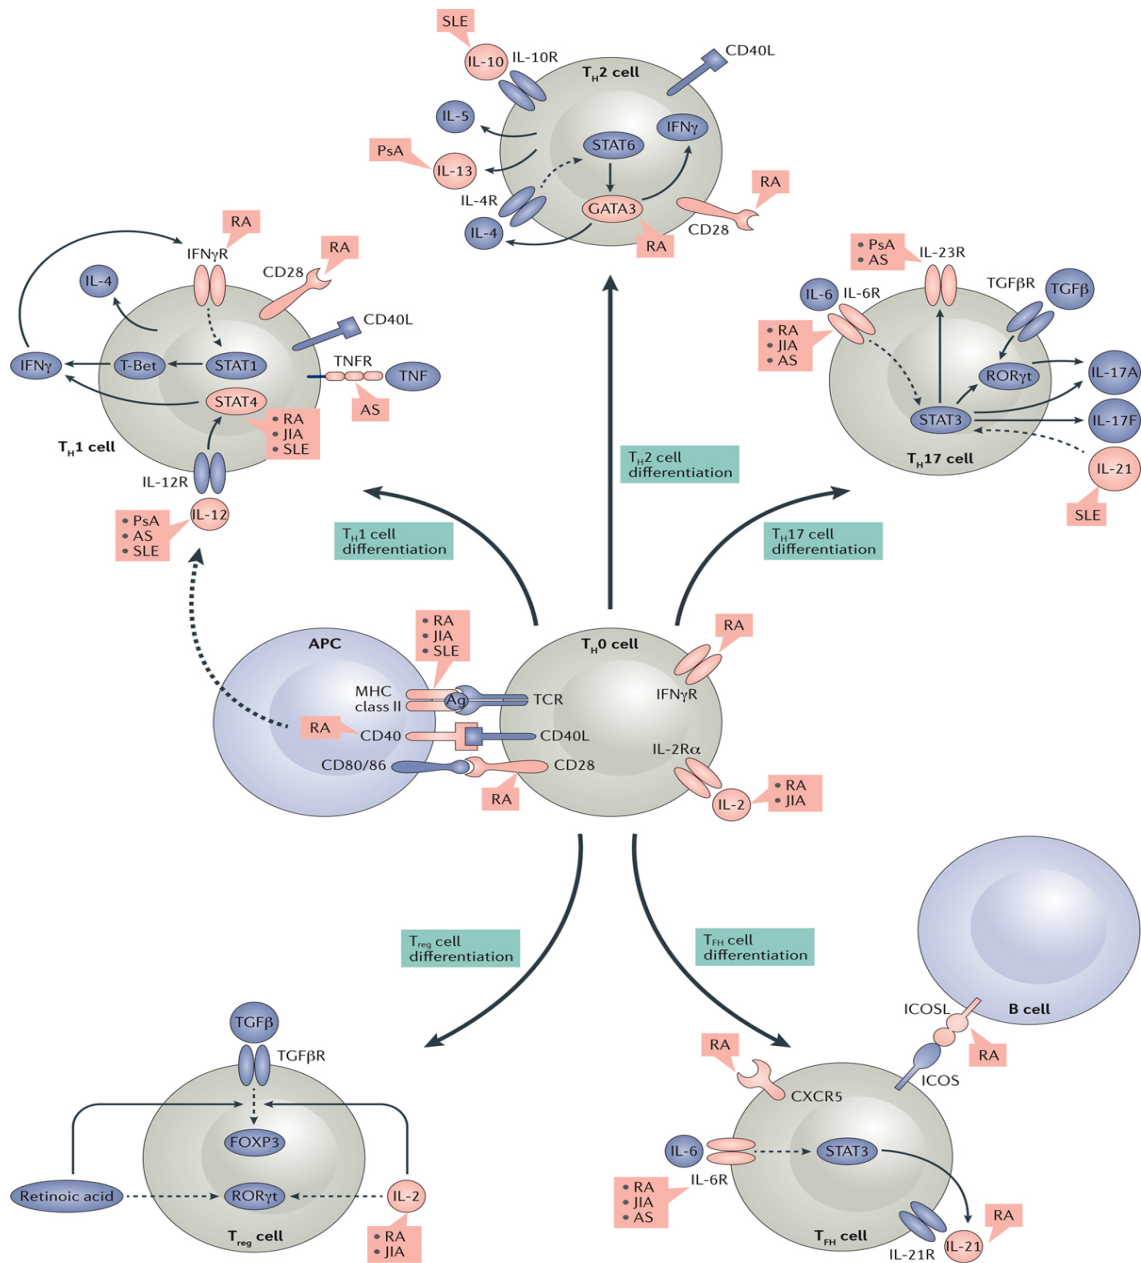 SLE
IL-10
IL-10R
CD40L
TH2 cell
IL-5
IFNγ
STAT6
PsA
IL-13
IL-4R
GATA3
RA
CD28
IL-4
RA
RA
IFNγR
RA
CD28
IL-4
CD40L
IFNγ
T-Bet
STAT1
TNFR
TNF
STAT4
AS
• RA
• JIA
• SLE
TH1 cell
IL-12R
IL-12
• PsA
• AS
• SLE
• PsA
• AS
IL-23R
IL-6
IL-6R
TGFβR
TGFβ
• RA
• JIA
• AS
RORγt
IL-17A
STAT3
IL-17F
TH17 cell
IL-21
SLE
TH2 cell
differentiation
TH1 cell
differentiation
TH17 cell
differentiation
• RA
• JIA
• SLE
APC
TH0 cell
RA
MHC
class II
Ag
TCR
IFNγR
RA
CD40
CD40L
IL-2Rα
CD80/86
CD28
RA
IL-2
• RA
• JIA
Treg cell
differentiation
TFH cell
differentiation
TGFβ
TGFβR
FOXP3
Retinoic acid
RORγt
IL-2
Treg cell
• RA
• JIA
B cell
ICOSL
RA
ICOS
RA
CXCR5
IL-6
STAT3
IL-6R
• RA
• JIA
• AS
RA
TFH cell
IL-21R
IL-21